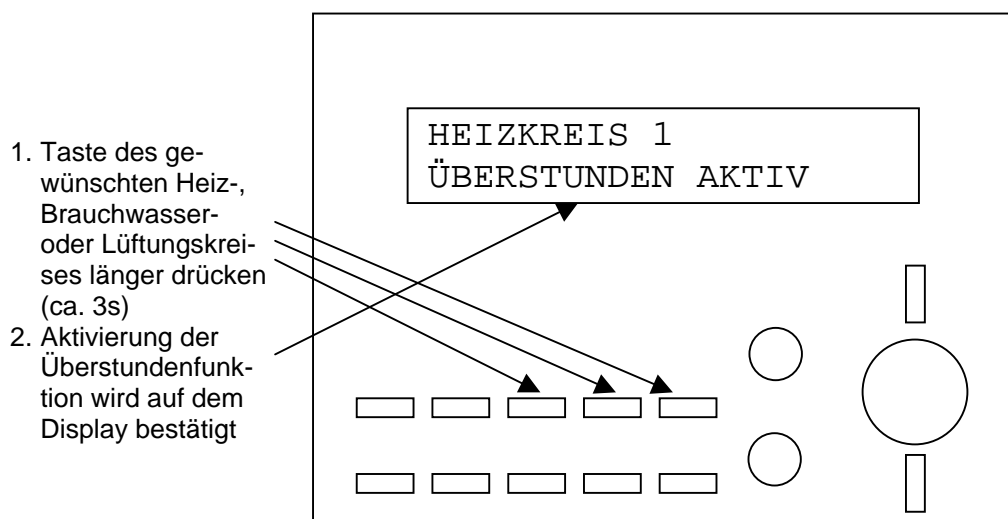 HEIZKREIS 1
ÜBERSTUNDEN AKTIV
1. Taste des ge-
wünschten Heiz-,
Brauchwasser-
oder Lüftungskrei-
ses länger drücken
(ca. 3s)
2. Aktivierung der
Überstundenfunk-
tion wird auf dem
Display bestätigt